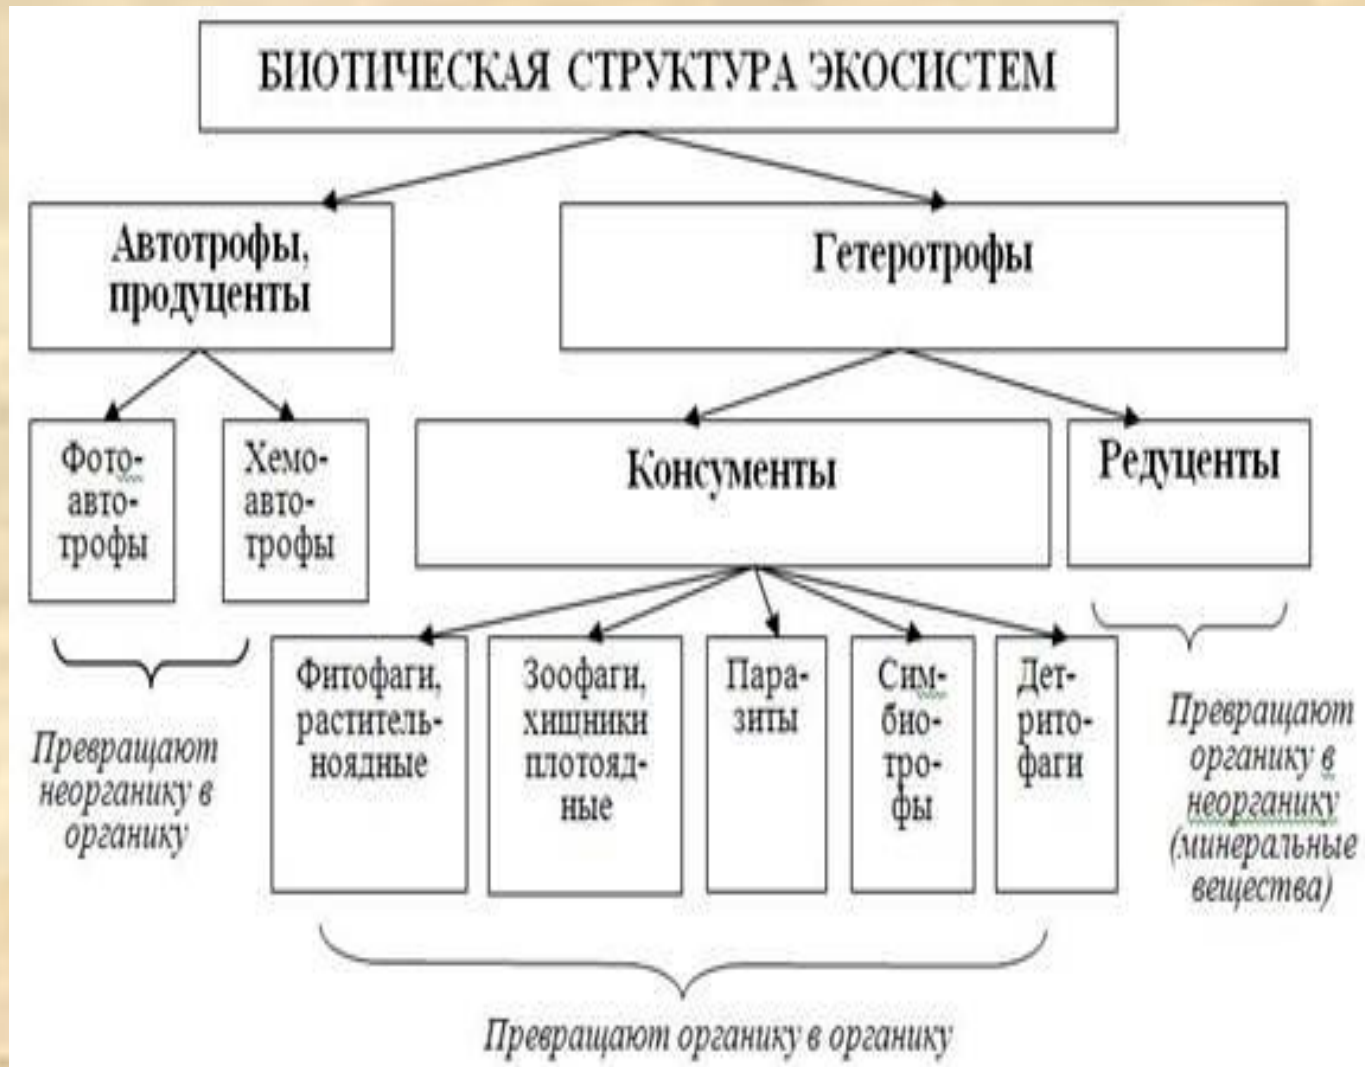 БИОТИЧЕСКАЯ СТРУКТУРА ЭКОСИСТЕМ
Автотрофы,
продуценты
Гетеротрофы
Фото-
авто-
трофы
Хемо-
авто-
трофы
Консументы
Редуценты
Превращают
неорганику в
органику
Фитофаги,
раститель-
ноядные
Зоофаги,
хищники
плотояд-
ные
Пара-
зиты
Сим-
био-
тро-
фы
Дет-
рито-
фаги
Превращают
органику в
неорганику
(минеральные
вещества)
Превращают органику в органику